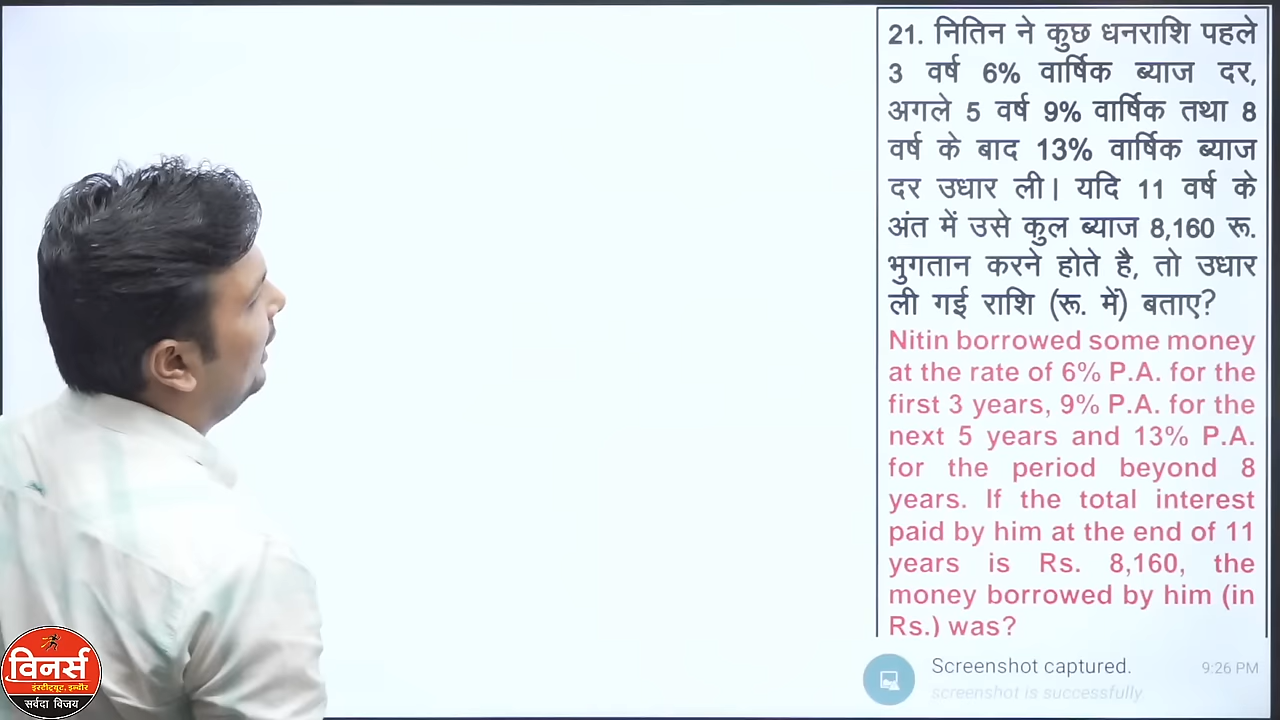 21. नितिन ने कुछ धनराशि पहले
3 वर्ष 6% वार्षिक ब्याज दर,
अगले 5 वर्ष 9% वार्षिक तथा 8
वर्ष के बाद 13% वार्षिक ब्याज
दर उधार ली। यदि 11 वर्ष के
अंत में उसे कुल ब्याज 8,160 रू.
भुगतान करने होते है, तो उधार
ली गई राशि (रू. में) बताए?
Nitin borrowed some money
at the rate of 6% P.A. for the
first 3 years, 9% P.A. for the
next 5 years and 13% P.A.
for the period beyond 8
years. If the total interest
paid by him at the end of 11
years is Rs. 8,160, the
money borrowed by him (in
Rs.) was?
Screenshot captured.
9:26 PM
screenshot is successfully
विनर्स
इंस्टीट्यूट, इन्दौर
सर्वदा विजय